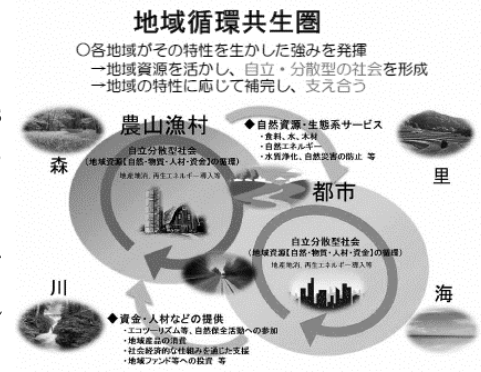 地域循環共生圏
○各地域がその特性を生かした強みを発揮
→地域資源を活かし、自立・分散型の社会を形成
→地域の特性に応じて補完し、支え合う
農山漁村
森
自立分散型社会
(地域資源【自然・物質・人材・資金】の循環)
地産地消、再生エネルギー導入等
◆自然資源・生態系サービス
・食料、水、木材
・自然エネルギー
・水質浄化、自然災害の防止 等
里
都市
自立分散型社会
(地域資源【自然・物質・人材・資金】の循環)
地産地消、再生エネルギー導入等
川
海
◆資金・人材などの提供
・エコツーリズム等、自然保全活動への参加
・地域産品の消費
・社会経済的な仕組みを通じた支援
・地域ファンド等への投資 等